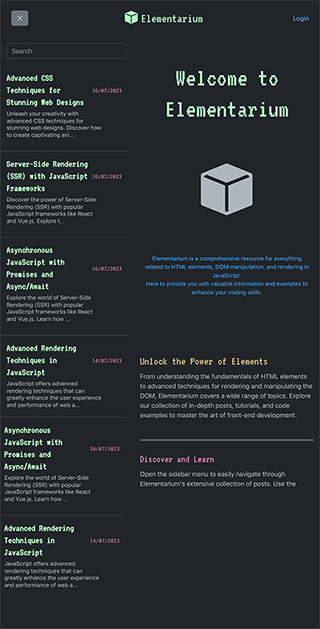 Elementarium
Login
Search
Advanced CSS
Techniques for
Stunning Web Designs
16/07/2023
Unleash your creativity with
advanced CSS techniques for
stunning web designs. Discover how
to create captivating ani...
Server-Side Rendering
(SSR) with JavaScript
Frameworks
16/07/2023
Discover the power of Server-Side
Rendering (SSR) with popular
JavaScript frameworks like React
and Vue.js. Explore t...
Asynchronous
JavaScript with
Promises and
Async/Await
16/07/2023
Explore the world of Server-Side
Rendering (SSR) with popular
JavaScript frameworks like React
and Vue.js. Learn how ...
Advanced Rendering
Techniques in
JavaScript
14/07/2023
JavaScript offers advanced
rendering techniques that can
greatly enhance the user experience
and performance of web a...
Asynchronous
JavaScript with
Promises and
Async/Await
16/07/2023
Explore the world of Server-Side
Rendering (SSR) with popular
JavaScript frameworks like React
and Vue.js. Learn how ...
Advanced Rendering
Techniques in
JavaScript
14/07/2023
JavaScript offers advanced
rendering techniques that can
greatly enhance the user experience
and performance of web a...
Welcome to
Elementarium
Elementarium is a comprehensive resource for everything
related to HTML elements, DOM manipulation, and rendering in
JavaScript.
Here to provide you with valuable information and examples to
enhance your coding skills.
Unlock the Power of Elements
From understanding the fundamentals of HTML elements
to advanced techniques for rendering and manipulating the
DOM, Elementarium covers a wide range of topics. Explore
our collection of in-depth posts, tutorials, and code
examples to master the art of front-end development.
Discover and Learn
Open the sidebar menu to easily navigate through
Elementarium's extensive collection of posts. Use the